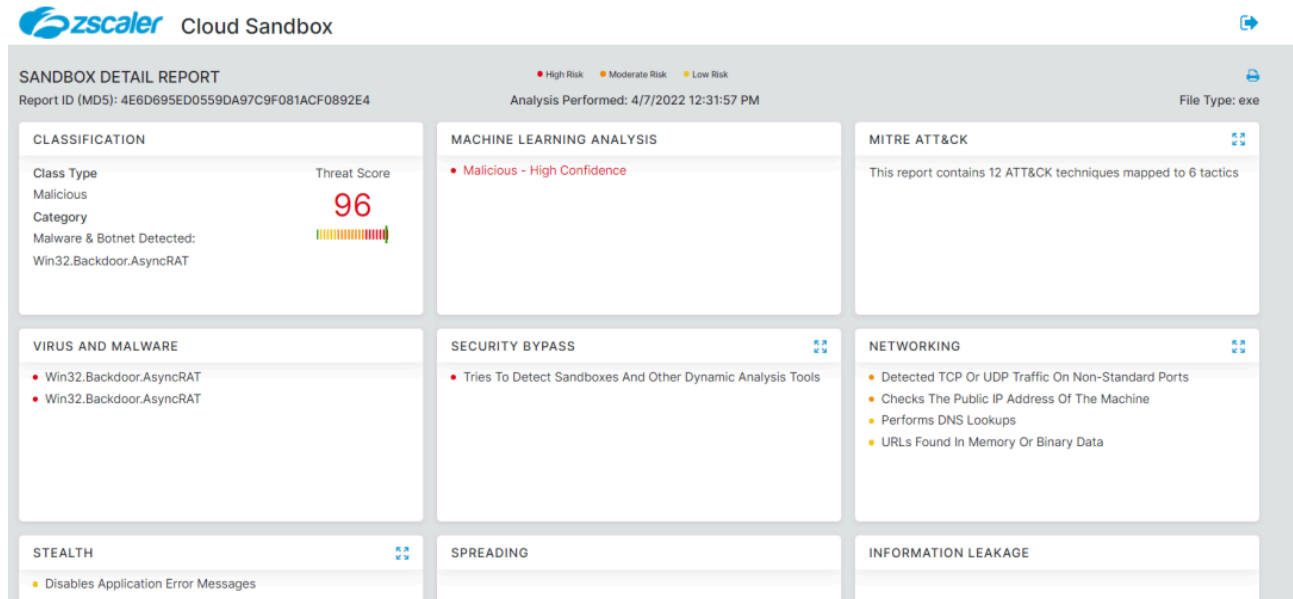 zscaler Cloud Sandbox
SANDBOX DETAIL REPORT
High Risk Moderate Risk Low Risk
Report ID (MD5): 4E6D695ED0559DA97C9F081ACF0892E4
Analysis Performed: 4/7/2022 12:31:57 PM
File Type: exe
CLASSIFICATION
Class Type
Threat Score
Malicious
96
Category
Malware & Botnet Detected:
Win32.Backdoor.AsyncRAT
MACHINE LEARNING ANALYSIS
Malicious - High Confidence
MITRE ATT&CK
This report contains 12 ATT&CK techniques mapped to 6 tactics
VIRUS AND MALWARE
Win32.Backdoor.AsyncRAT
Win32.Backdoor.AsyncRAT
SECURITY BYPASS
Tries To Detect Sandboxes And Other Dynamic Analysis Tools
NETWORKING
Detected TCP Or UDP Traffic On Non-Standard Ports
Checks The Public IP Address Of The Machine
Performs DNS Lookups
URLs Found In Memory Or Binary Data
STEALTH
Disables Application Error Messages
SPREADING
INFORMATION LEAKAGE